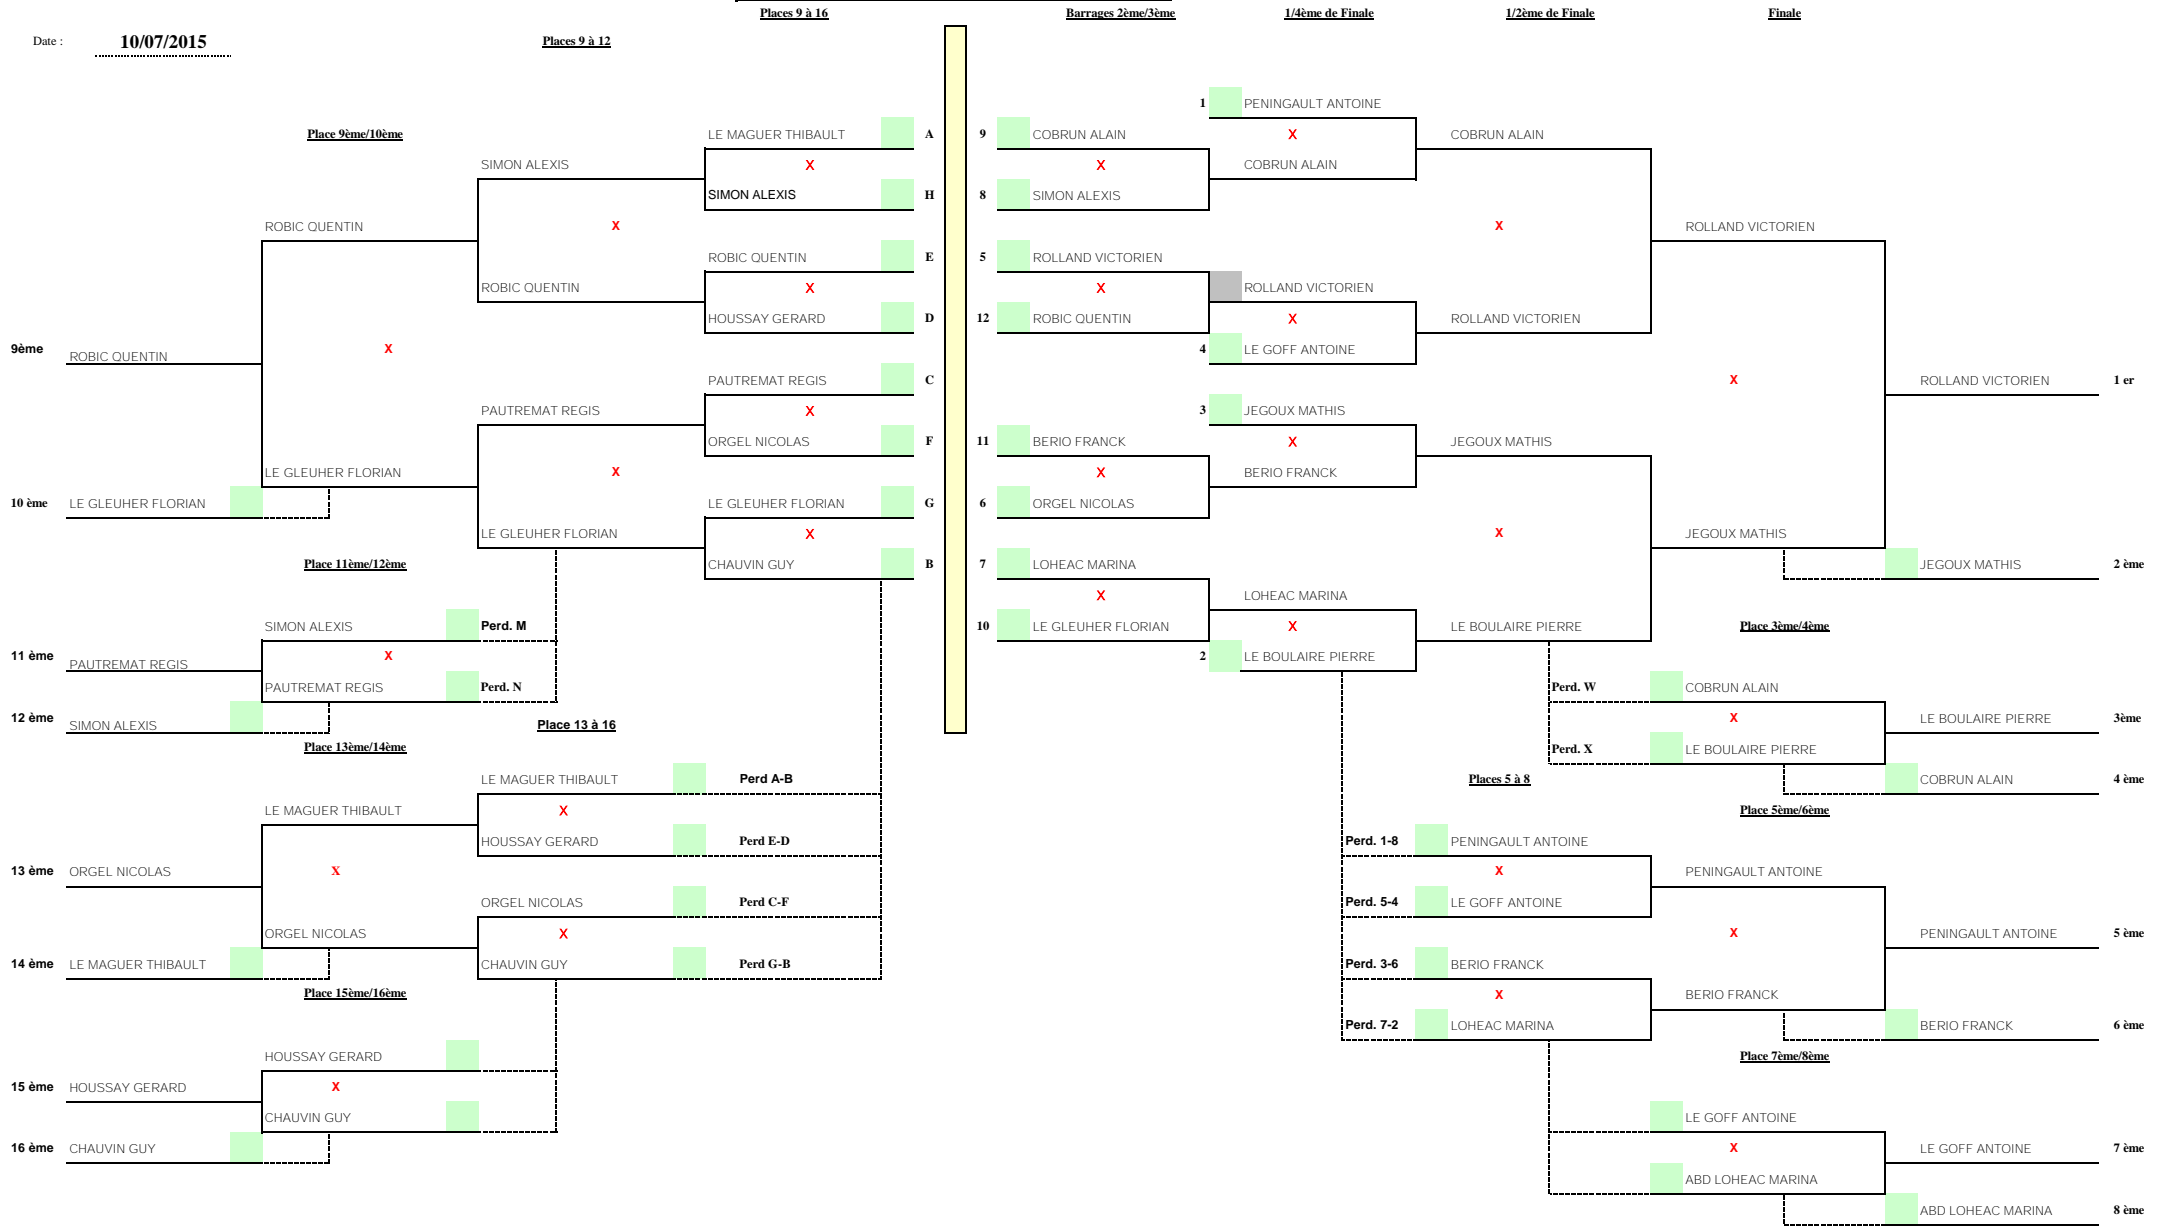 Places 9 à 16
Barrages 2ème/3ème
1/4ème de Finale
1/2ème de Finale
Finale
Date :
10/07/2015
Places 9 à 12
1
PENINGAULT ANTOINE
Place 9ème/10ème
LE MAGUER THIBAULT
A
9
COBRUN ALAIN
X
COBRUN ALAIN
SIMON ALEXIS
X
X
COBRUN ALAIN
SIMON ALEXIS
H
8
SIMON ALEXIS
ROBIC QUENTIN
X
X
ROLLAND VICTORIEN
ROBIC QUENTIN
E
5
ROLLAND VICTORIEN
ROBIC QUENTIN
X
X
ROLLAND VICTORIEN
HOUSSAY GERARD
D
12
ROBIC QUENTIN
X
ROLLAND VICTORIEN
9ème
ROBIC QUENTIN
X
4
LE GOFF ANTOINE
PAUTREMAT REGIS
C
X
ROLLAND VICTORIEN
1 er
PAUTREMAT REGIS
X
3
JEGOUX MATHIS
ORGEL NICOLAS
F
11
BERIO FRANCK
X
JEGOUX MATHIS
LE GLEUHER FLORIAN
X
X
BERIO FRANCK
10 ème
LE GLEUHER FLORIAN
LE GLEUHER FLORIAN
G
6
ORGEL NICOLAS
LE GLEUHER FLORIAN
X
X
JEGOUX MATHIS
Place 11ème/12ème
CHAUVIN GUY
B
7
LOHEAC MARINA
JEGOUX MATHIS
2 ème
X
LOHEAC MARINA
SIMON ALEXIS
Perd. M
10
LE GLEUHER FLORIAN
X
LE BOULAIRE PIERRE
Place 3ème/4ème
11 ème
PAUTREMAT REGIS
X
2
LE BOULAIRE PIERRE
PAUTREMAT REGIS
Perd. N
Perd. W
COBRUN ALAIN
12 ème
SIMON ALEXIS
Place 13 à 16
X
LE BOULAIRE PIERRE
3ème
Place 13ème/14ème
Perd. X
LE BOULAIRE PIERRE
LE MAGUER THIBAULT
Perd A-B
Places 5 à 8
COBRUN ALAIN
4 ème
LE MAGUER THIBAULT
X
Place 5ème/6ème
HOUSSAY GERARD
Perd E-D
Perd. 1-8
PENINGAULT ANTOINE
13 ème
ORGEL NICOLAS
X
X
PENINGAULT ANTOINE
ORGEL NICOLAS
Perd C-F
Perd. 5-4
LE GOFF ANTOINE
ORGEL NICOLAS
X
X
PENINGAULT ANTOINE
5 ème
14 ème
LE MAGUER THIBAULT
CHAUVIN GUY
Perd G-B
Perd. 3-6
BERIO FRANCK
Place 15ème/16ème
X
BERIO FRANCK
Perd. 7-2
LOHEAC MARINA
BERIO FRANCK
6 ème
HOUSSAY GERARD
Place 7ème/8ème
15 ème
HOUSSAY GERARD
X
CHAUVIN GUY
LE GOFF ANTOINE
16 ème
CHAUVIN GUY
X
LE GOFF ANTOINE
7 ème
ABD LOHEAC MARINA
ABD LOHEAC MARINA
8 ème